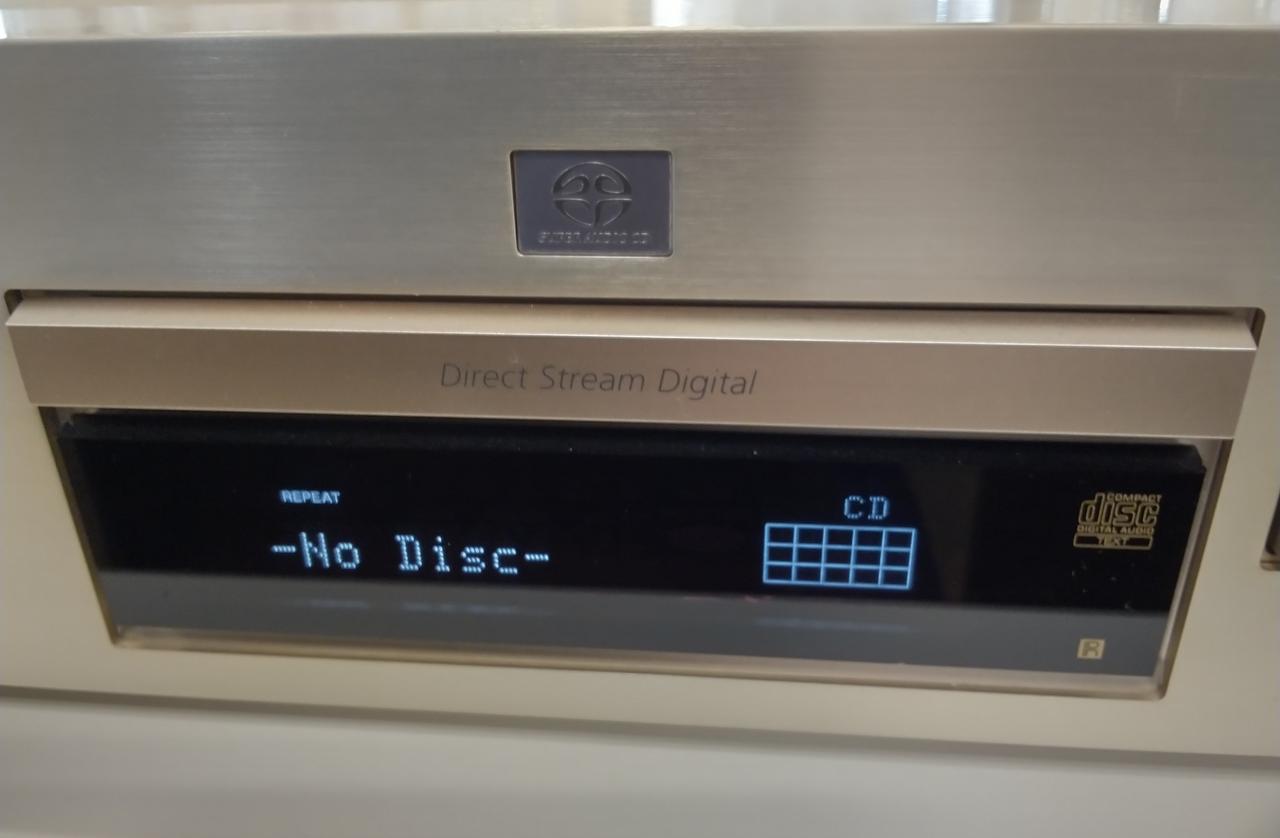 SUPER AUDIO CD
Direct Stream Digital
REPEAT
-No Disc-
CD
COMPACT
disc
DIGITAL AUDIO
TEXT
R